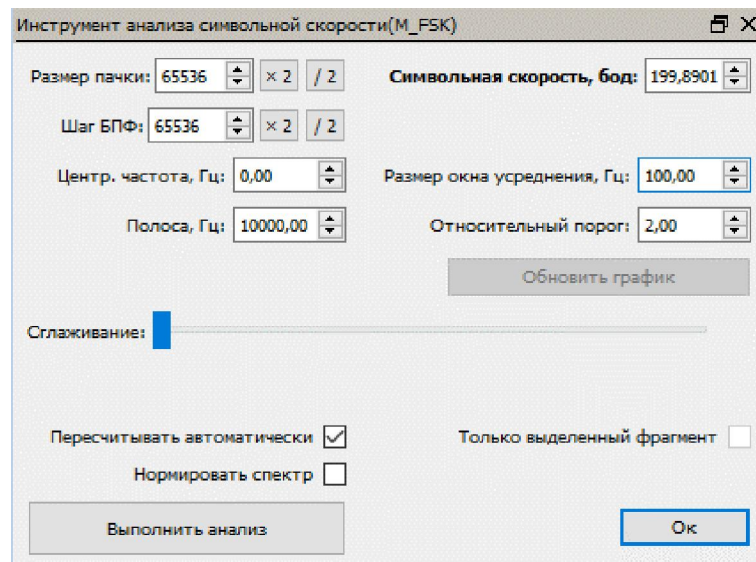 Инструмент анализа символьной скорости(M_FSK)
Размер пачки: 65536 × 2 / 2 Символьная скорость, бод: 199,8901
Шаг БПФ: 65536 × 2 / 2
Центр. частота, Гц: 0,00 Размер окна усреднения, Гц: 100,00
Полоса, Гц: 10000,00 Относительный порог: 2,00
Обновить график
Сглаживание:
Пересчитывать автоматически Только выделенный фрагмент
Нормировать спектр
Выполнить анализ Ок